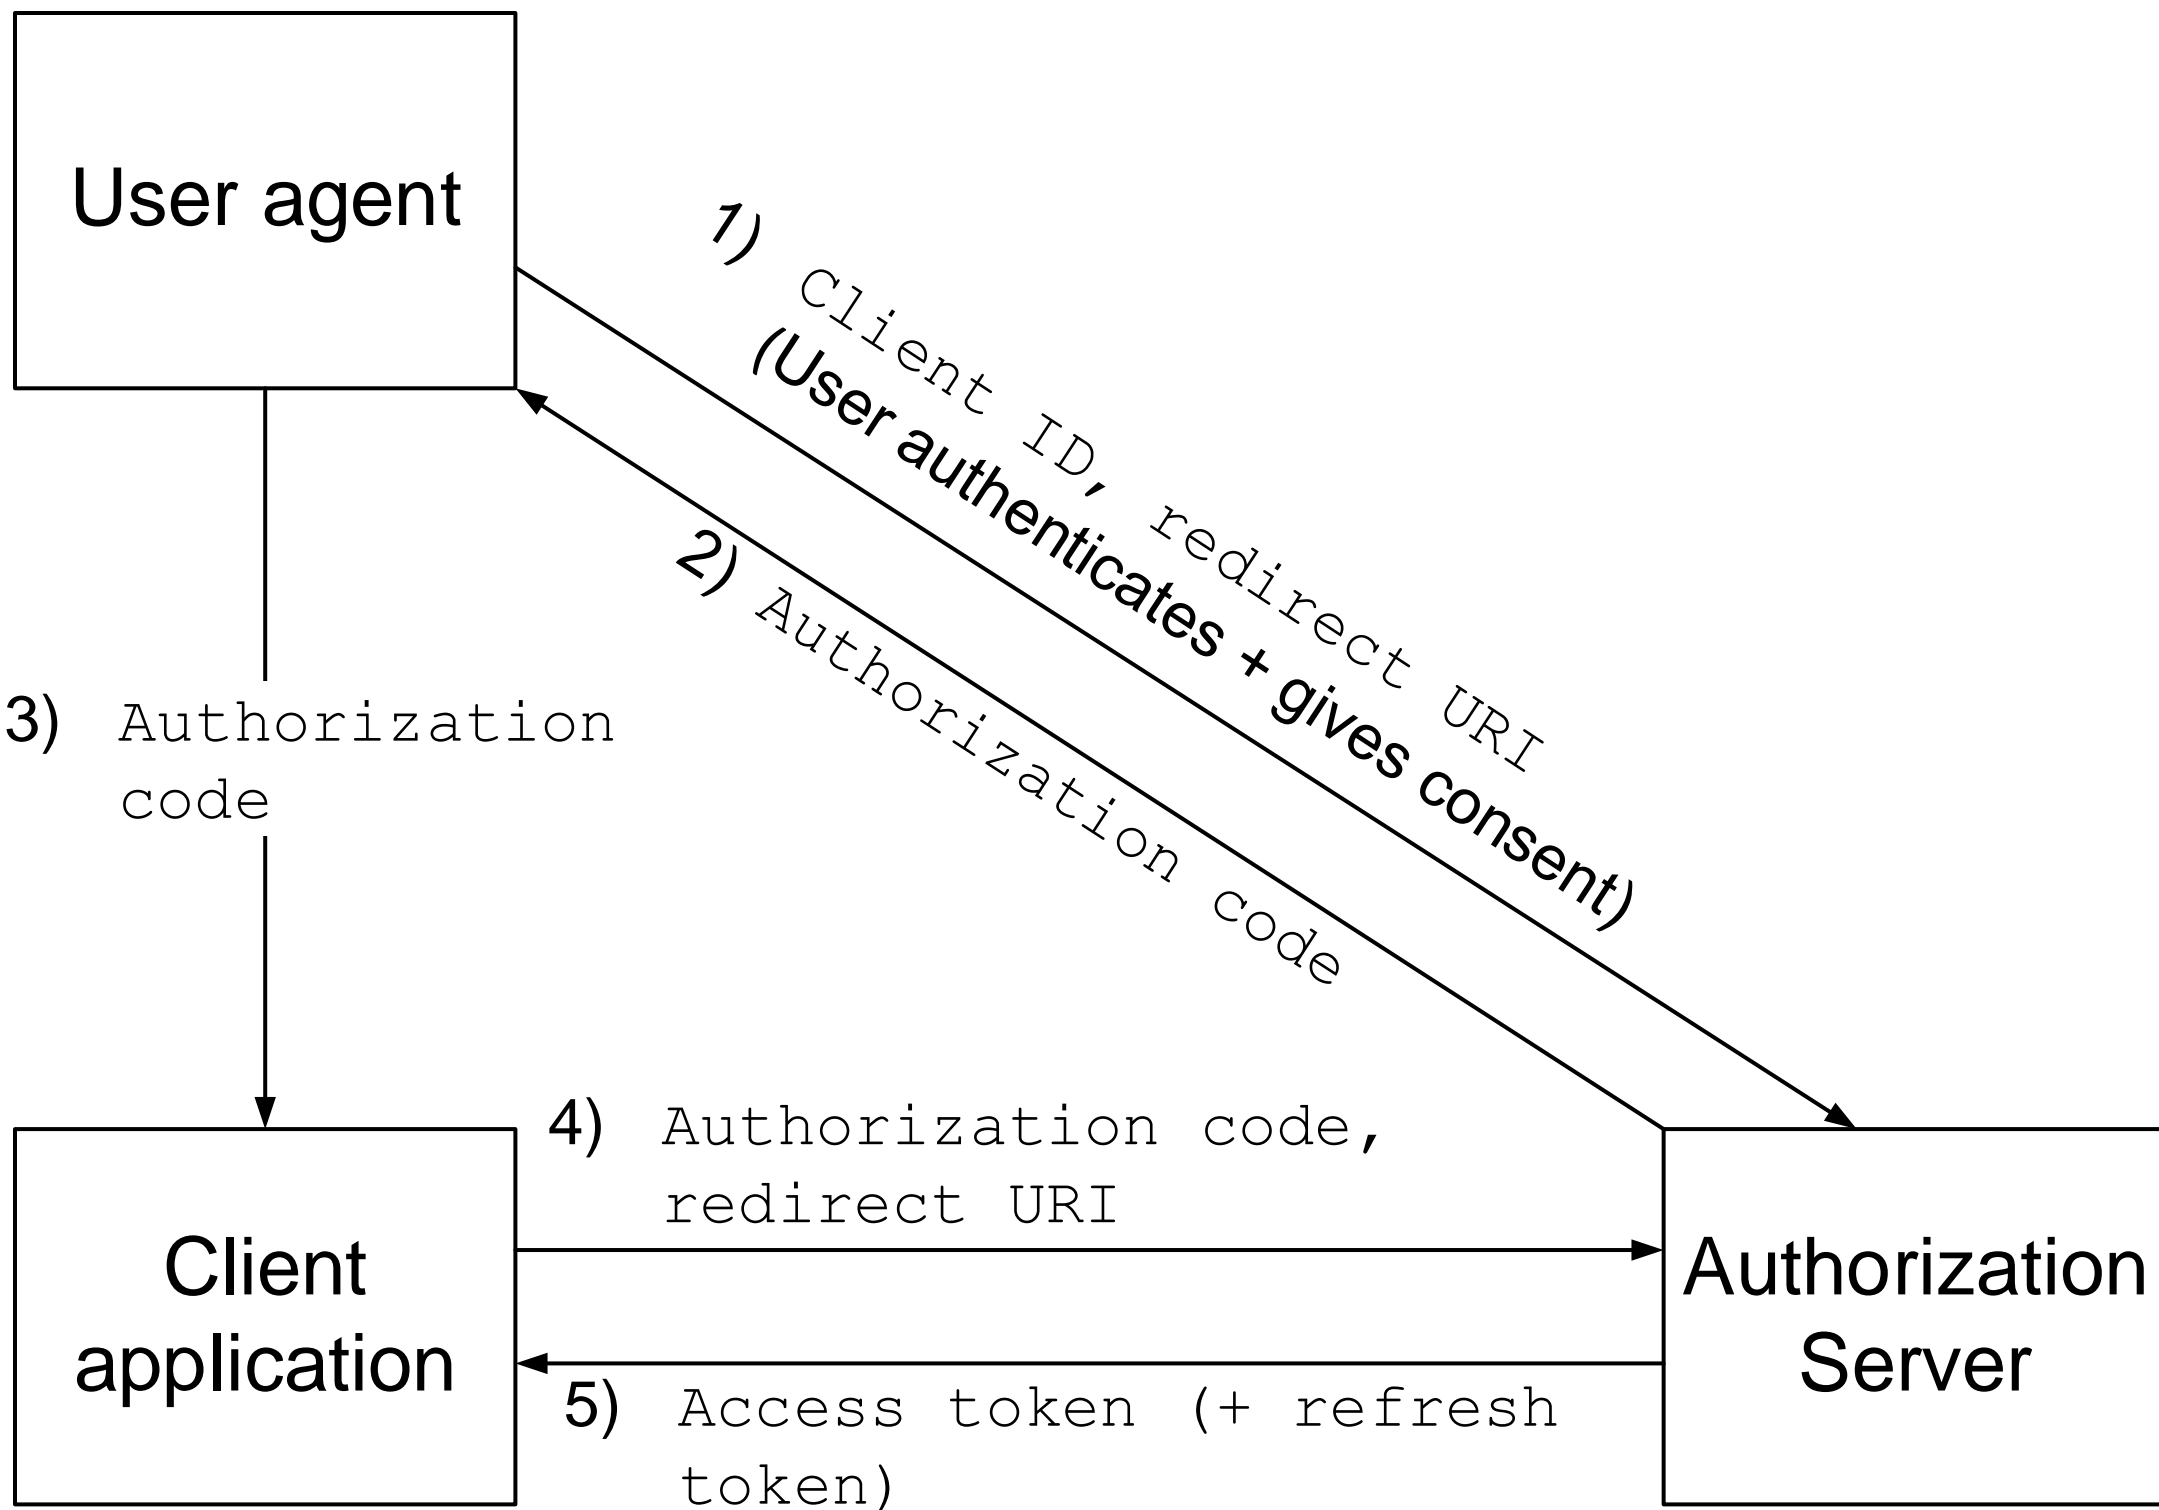 User agent
1) Client ID, redirect URI
(User authenticates + gives consent)
2) Authorization code
3) Authorization
code
4) Authorization code,
redirect URI
Client
application
Authorization
Server
5) Access token (+ refresh
token)